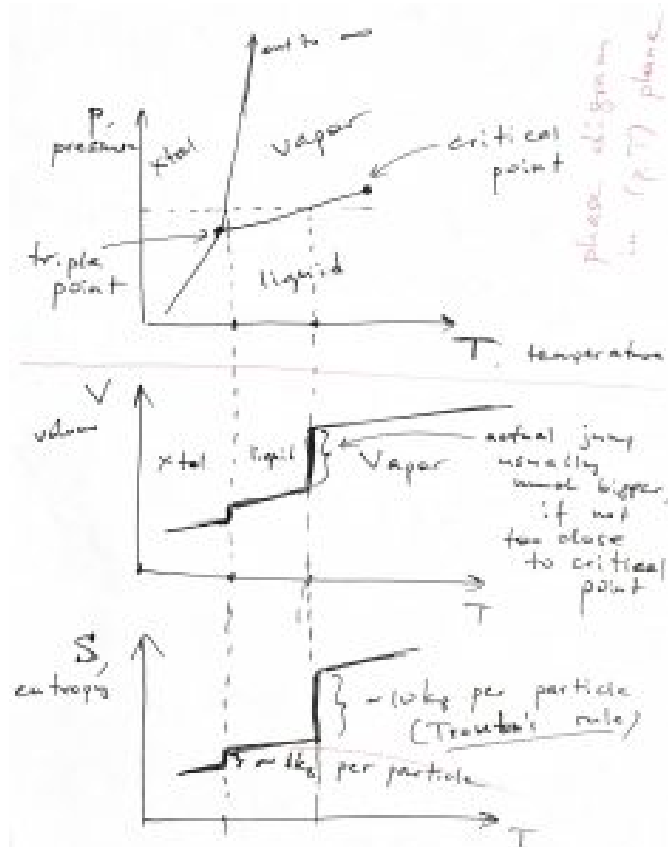 out to ∞
P,
pressure
xtal
vapor
critical
point
triple
point
liquid
T, temperature
phase diagram
in (p,T) plane
V
volume
xtal
liquid
Vapor
actual jump
usually
much bigger,
if not
too close
to critical
point
T
S,
entropy
~10kB per particle
(Trouton's rule)
~1kB per particle
T